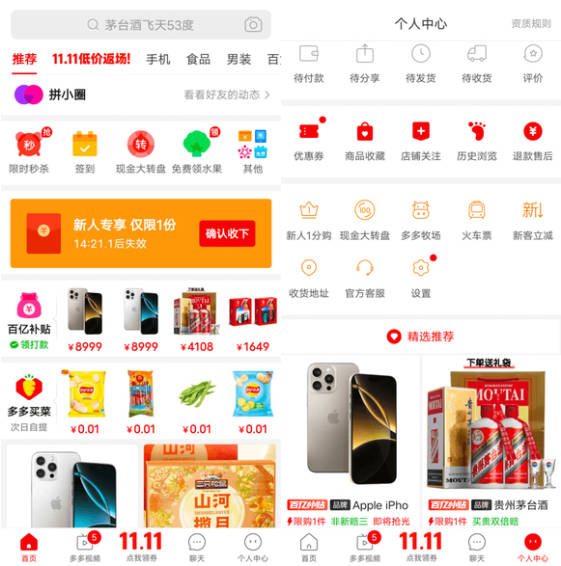 茅台酒飞天53度
推荐 11.11低价返场! 手机 食品 男装
拼小圈 看看好友的动态
秒 抢 转 领
限时秒杀 签到 现金大转盘 免费领水果 其他
新人专享 仅限1份
14:21.1后失效
确认收下
百亿补贴
领打款
¥8999 ¥8999 ¥4108 ¥1649
多多买菜
次日自提
¥0.01 ¥0.01 ¥0.01 ¥0.01
三只松鼠
山河
揽月
首页 多多视频 5 11.11 点我领券 聊天 个人中心
个人中心 资质规则
待付款 待分享 待发货 待收货 评价
优惠券 商品收藏 店铺关注 历史浏览 退款售后
1 100 新
新人1分购 现金大转盘 多多牧场 火车票 新客立减
收货地址 官方客服 设置
精选推荐
下单送礼袋
MOUTAI
百亿补贴 品牌 Apple iPho
限购1件 非新赔三 即将抢光
百亿补贴 品牌 贵州茅台酒
限购1件 买贵双倍赔
首页 多多视频 5 11.11 点我领券 聊天 个人中心